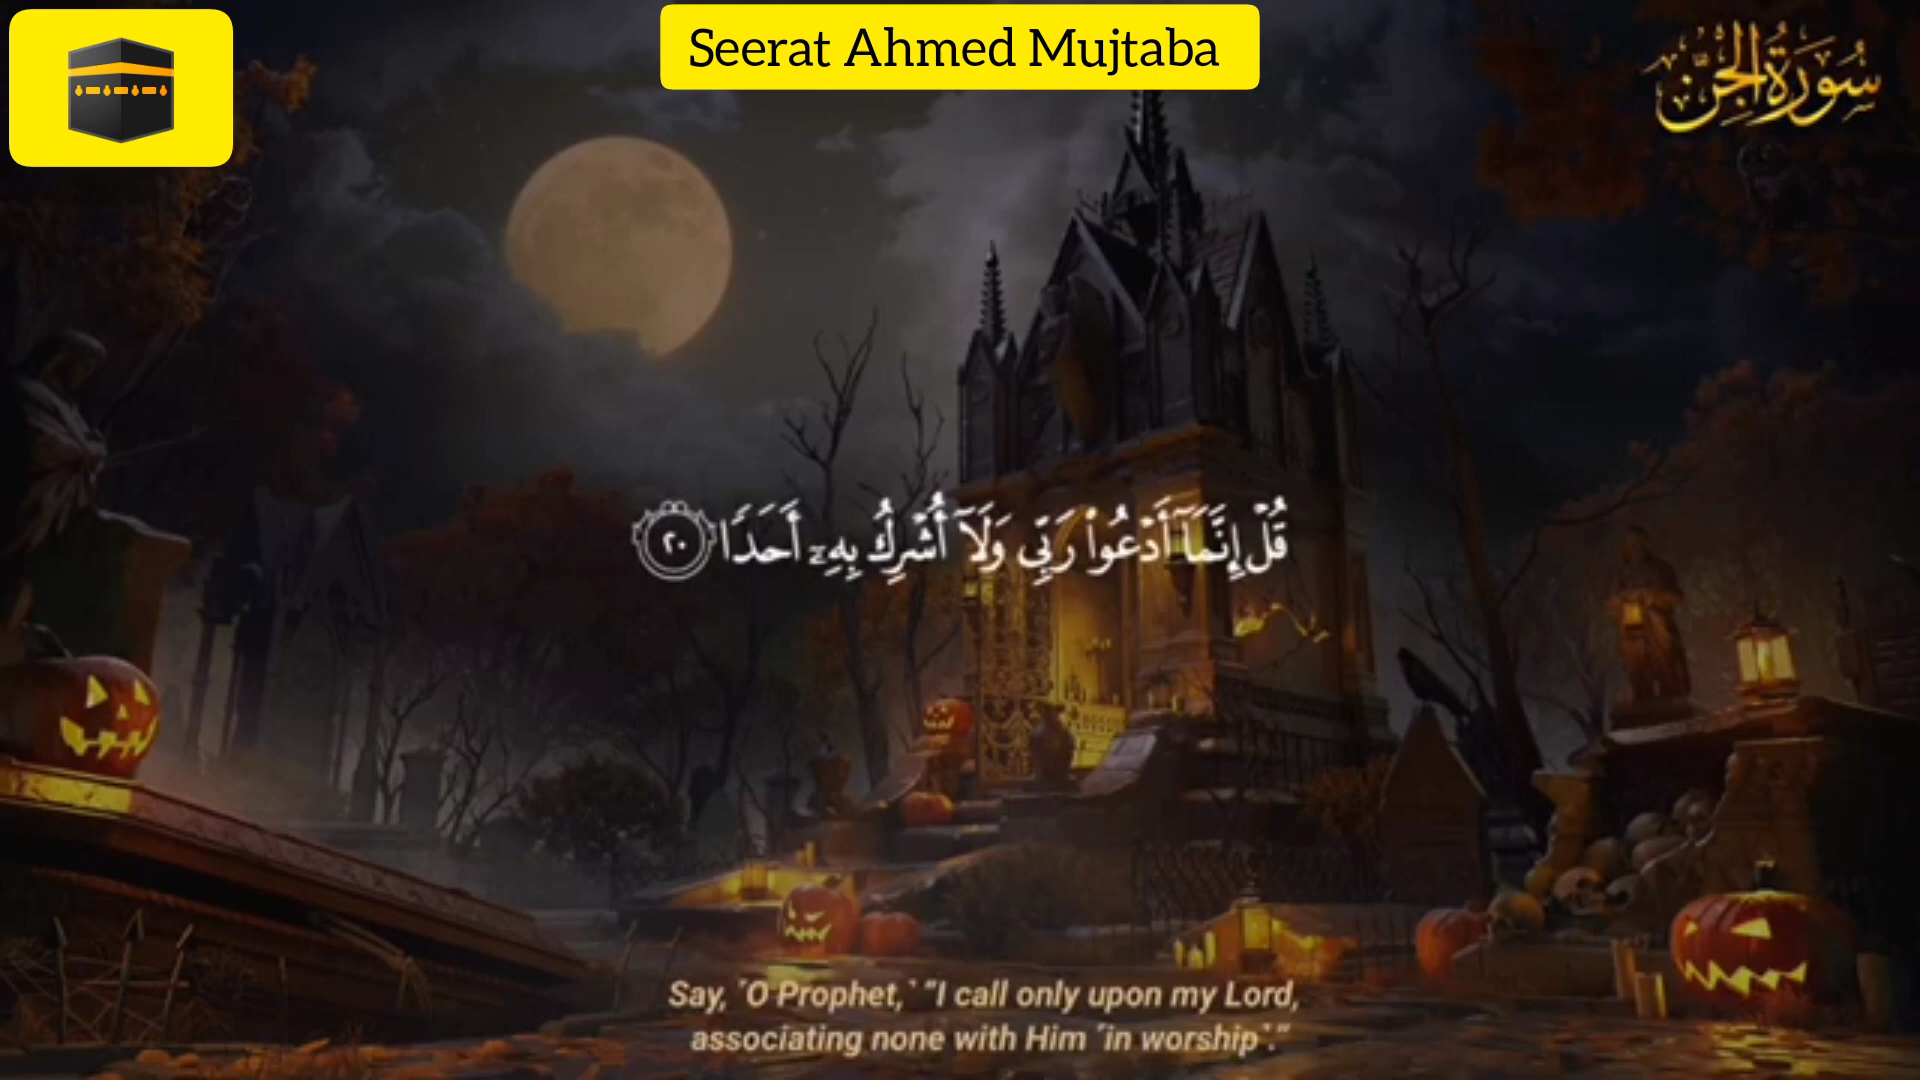 Seerat Ahmed Mujtaba
سُورَةُ الجِنّ
قُلْ إِنَّمَآ أَدْعُوا۟ رَبِّى وَلَآ أُشْرِكُ بِهِۦٓ أَحَدًا ٢٠
Say, ˹O Prophet,˺ “I call only upon my Lord,
associating none with Him ˹in worship˺.”